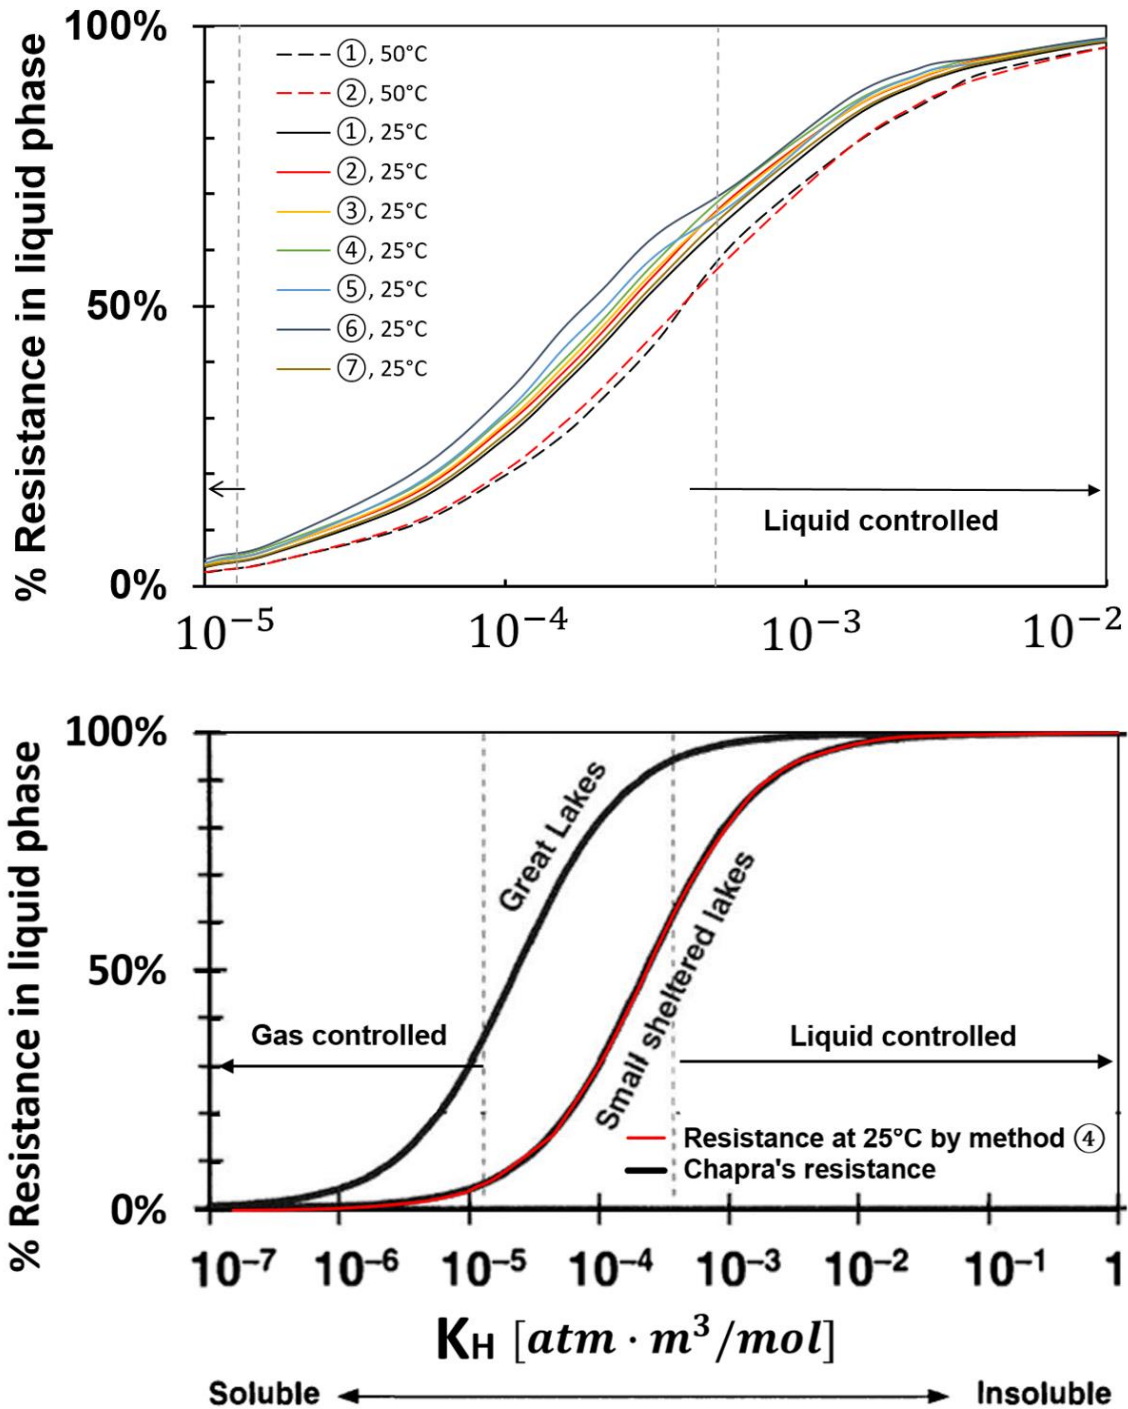 % Resistance in liquid phase
100%
50%
0%
①, 50°C
②, 50°C
①, 25°C
②, 25°C
③, 25°C
④, 25°C
⑤, 25°C
⑥, 25°C
⑦, 25°C
Liquid controlled
10⁻⁵ 10⁻⁴ 10⁻³ 10⁻²
% Resistance in liquid phase
100%
50%
0%
Great Lakes
Small sheltered lakes
Gas controlled
Liquid controlled
Resistance at 25°C by method ④
Chapra's resistance
10⁻⁷ 10⁻⁶ 10⁻⁵ 10⁻⁴ 10⁻³ 10⁻² 10⁻¹ 1
K_H [atm · m³/mol]
Soluble Insoluble